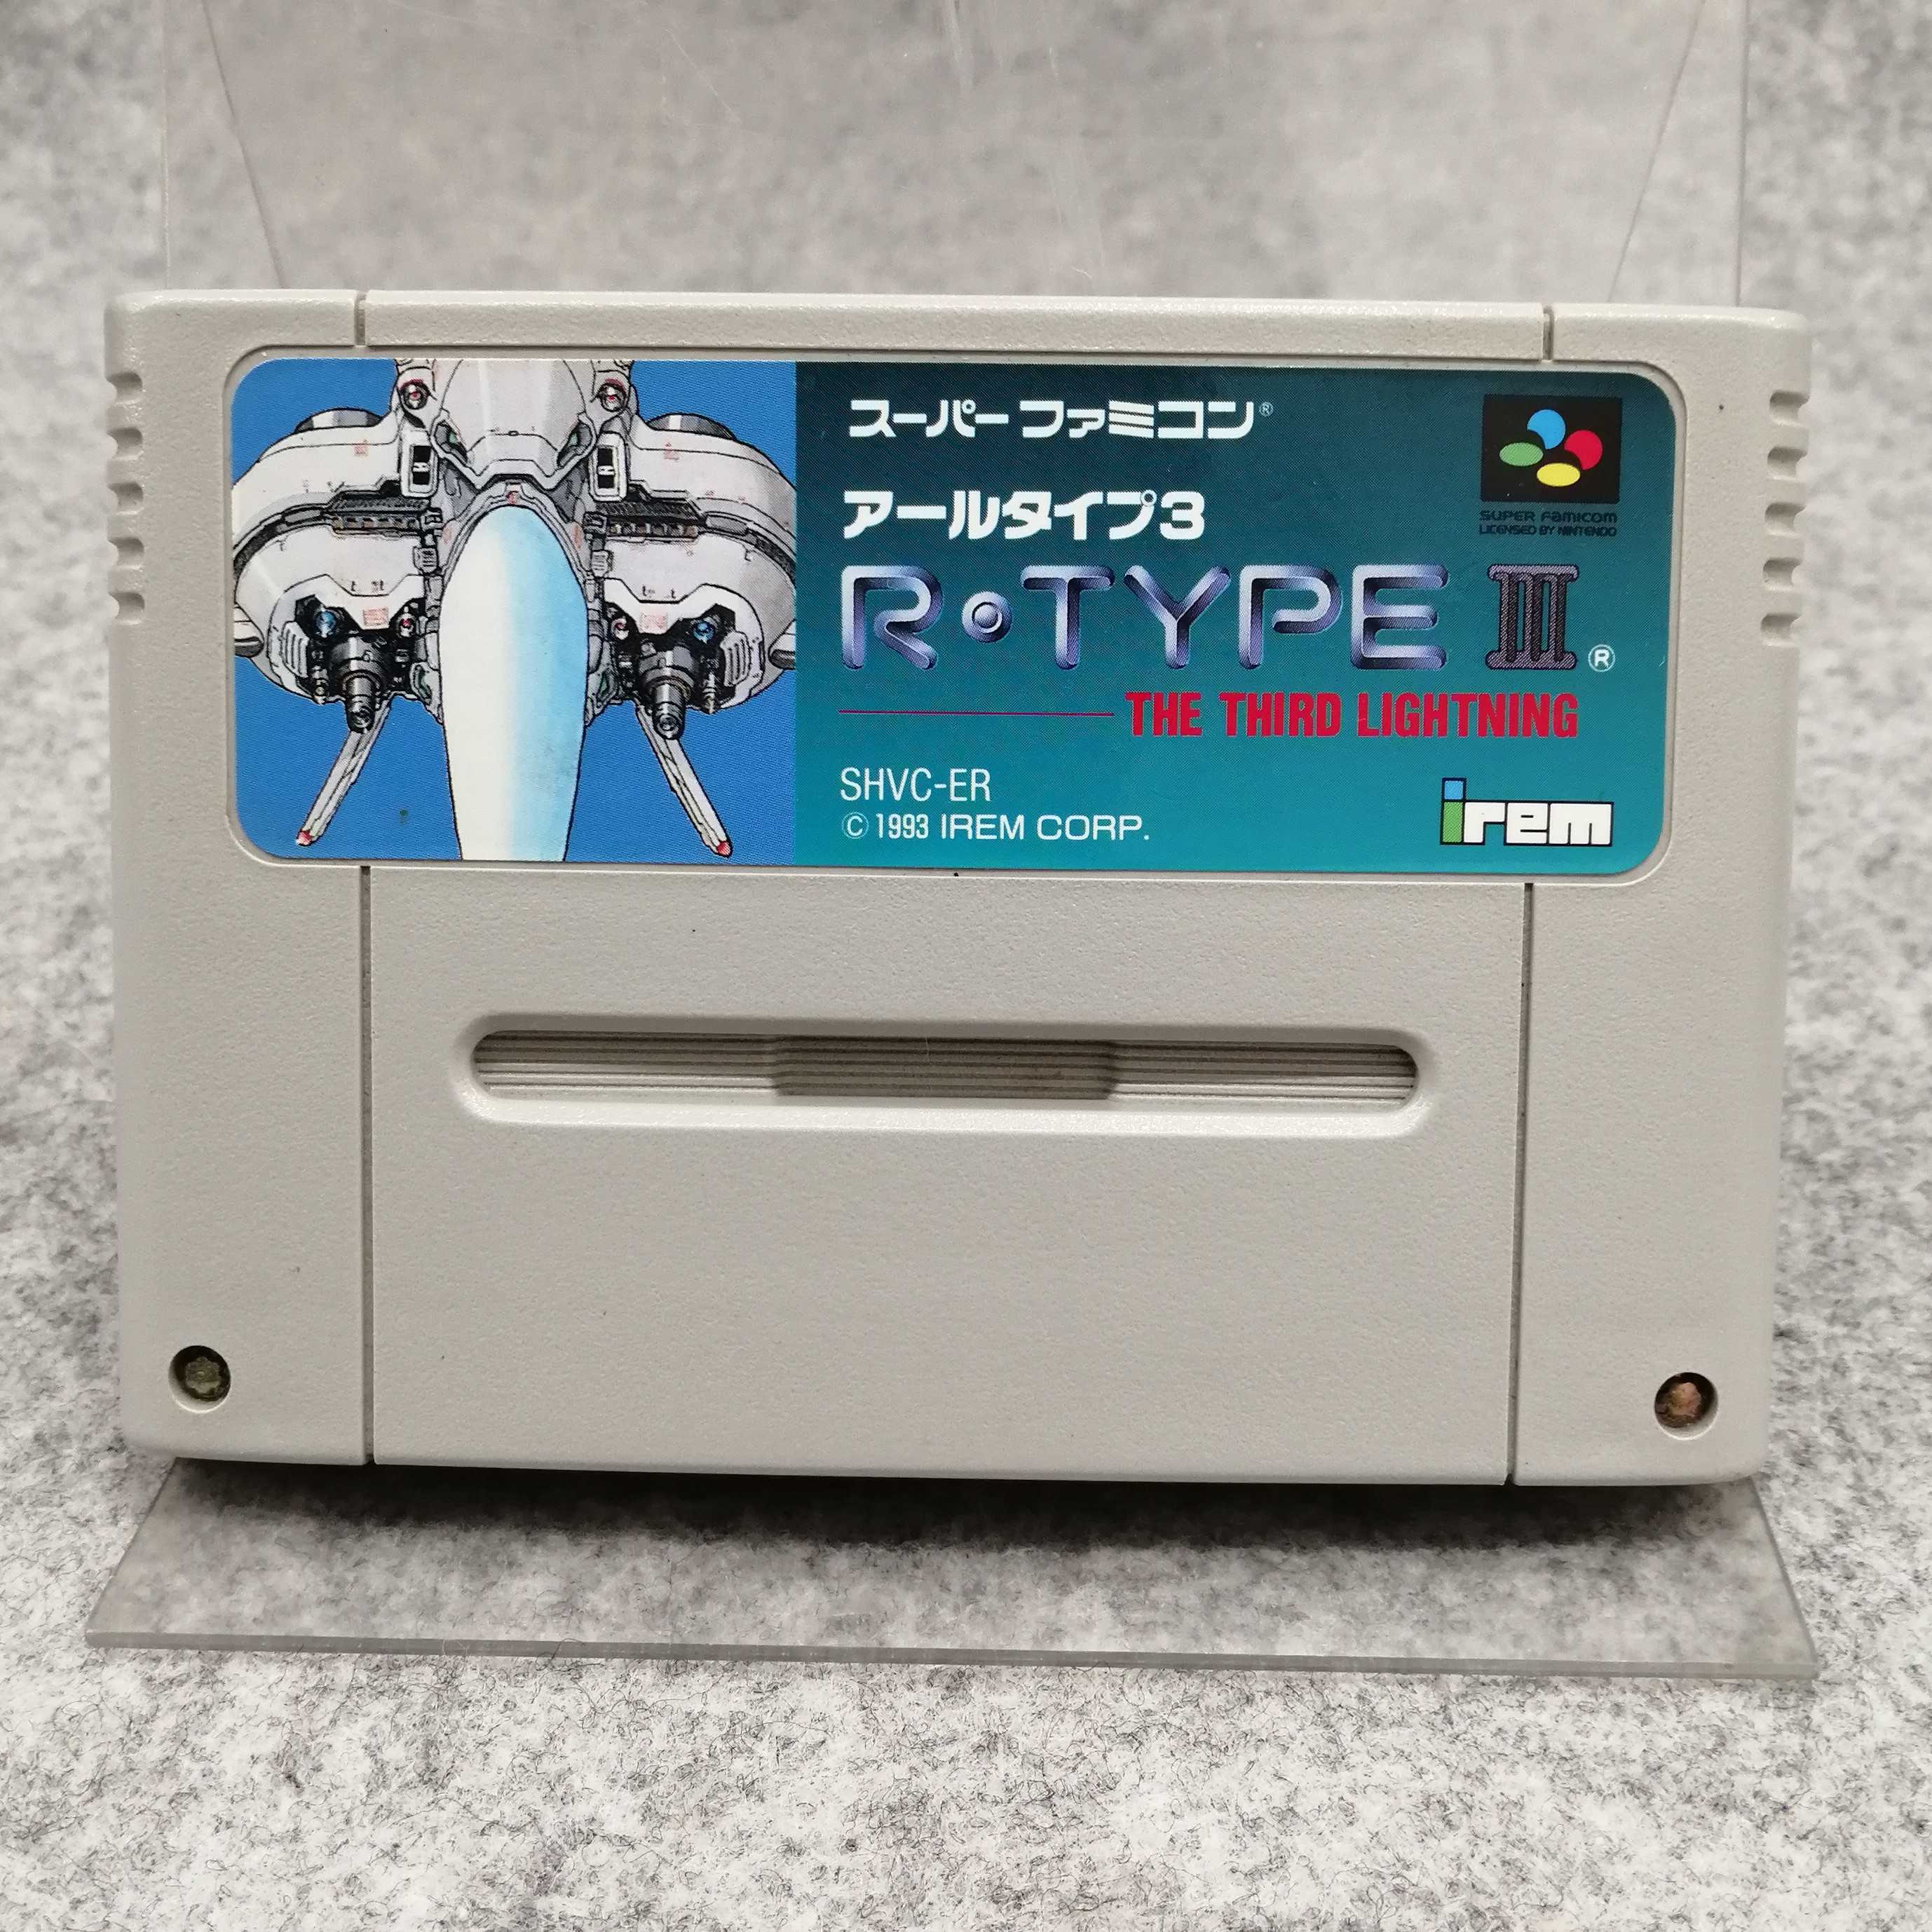 スーパーファミコン®
アールタイプ3
SUPER FAMICOM
LICENSED BY NINTENDO
R・TYPE III®
THE THIRD LIGHTNING
SHVC-ER
© 1993 IREM CORP.
irem